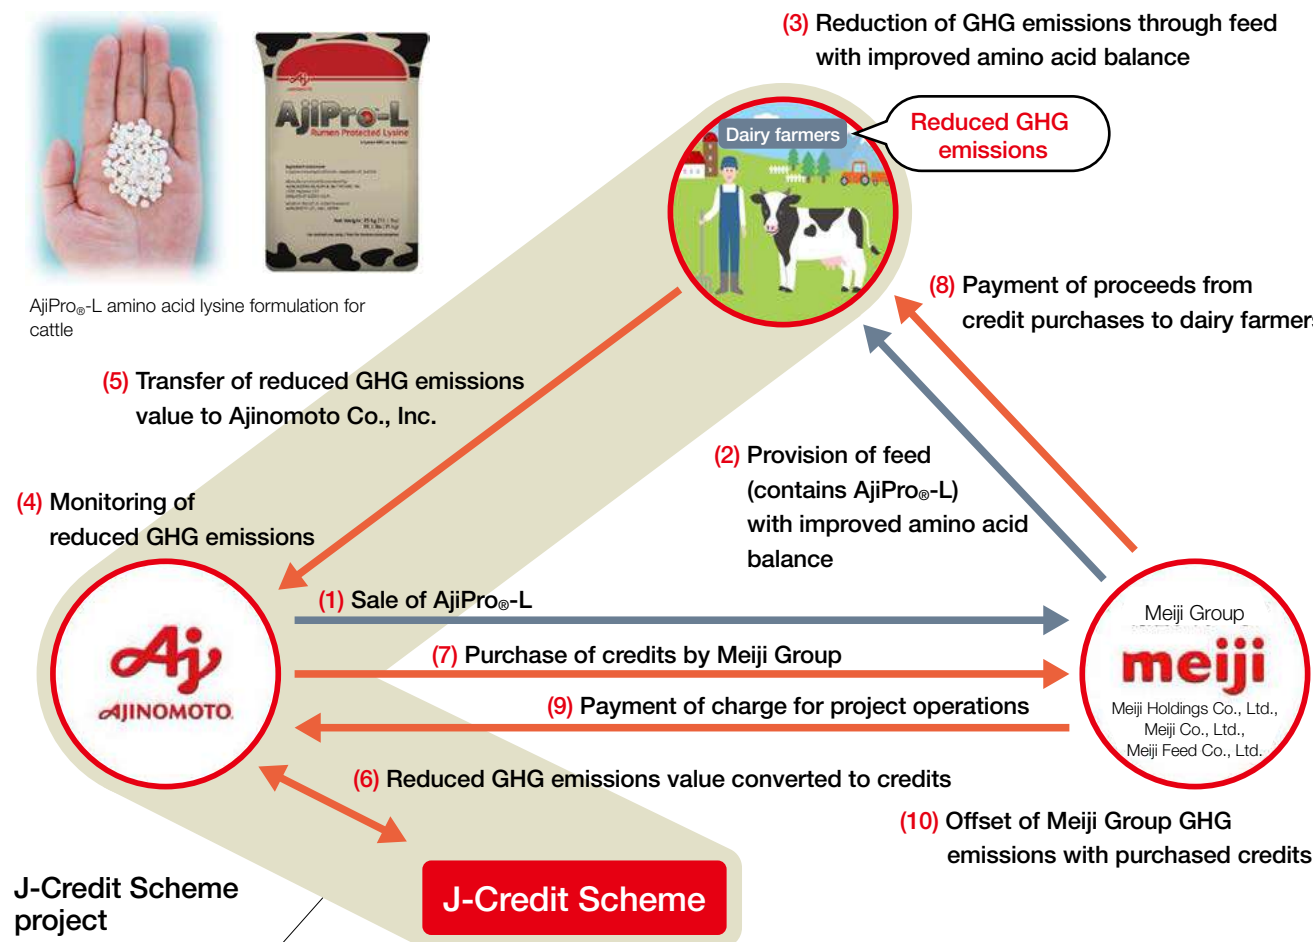 (3) Reduction of GHG emissions through feed
with improved amino acid balance
Aj
AJINOMOTO
AjiPro-L
Rumen Protected Lysine
Dairy farmers
Reduced GHG
emissions
AjiPro®-L amino acid lysine formulation for
cattle
(8) Payment of proceeds from
credit purchases to dairy farmers
(5) Transfer of reduced GHG emissions
value to Ajinomoto Co., Inc.
(2) Provision of feed
(contains AjiPro®-L)
with improved amino acid
balance
(4) Monitoring of
reduced GHG emissions
(1) Sale of AjiPro®-L
(7) Purchase of credits by Meiji Group
(9) Payment of charge for project operations
Aj
AJINOMOTO
Meiji Group
meiji
Meiji Holdings Co., Ltd.,
Meiji Co., Ltd.,
Meiji Feed Co., Ltd.
(6) Reduced GHG emissions value converted to credits
(10) Offset of Meiji Group GHG
emissions with purchased credits
J-Credit Scheme
project
J-Credit Scheme